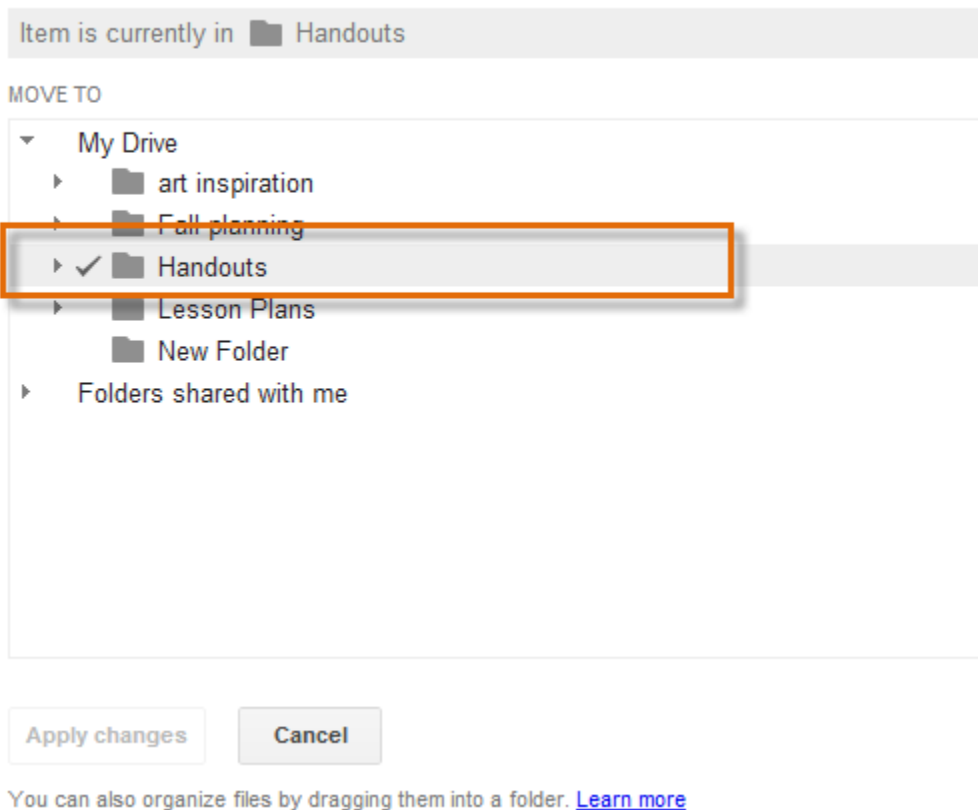 Item is currently in Handouts
MOVE TO
My Drive
art inspiration
Fall planning
Handouts
Lesson Plans
New Folder
Folders shared with me
Apply changes Cancel
You can also organize files by dragging them into a folder. Learn more